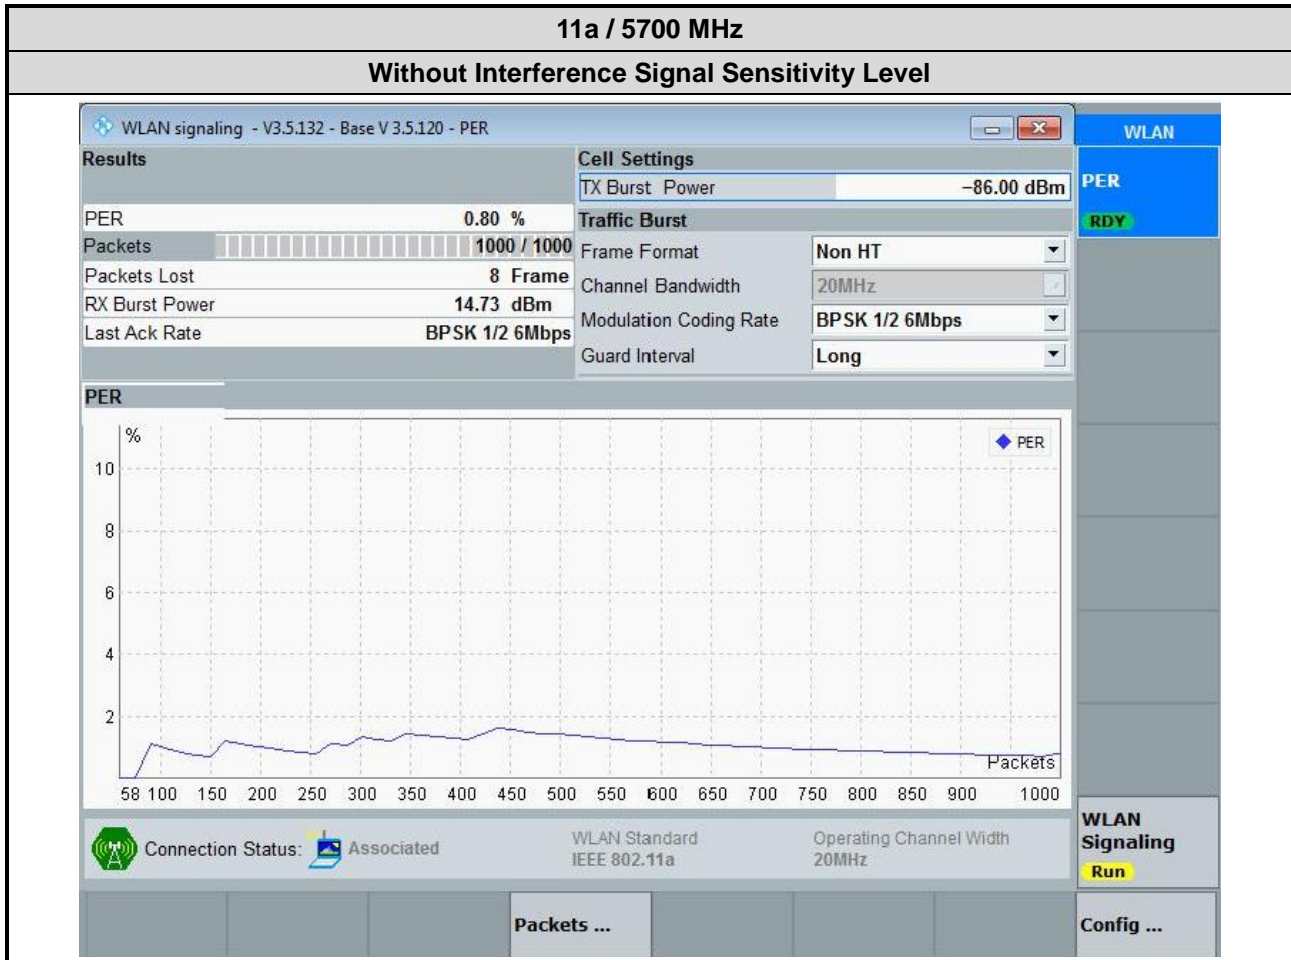 11a / 5700 MHz
Without Interference Signal Sensitivity Level
WLAN signaling - V3.5.132 - Base V 3.5.120 - PER
WLAN
Results
Cell Settings
TX Burst Power −86.00 dBm
PER
RDY
PER 0.80 %
Traffic Burst
Packets 1000 / 1000
Frame Format Non HT
Packets Lost 8 Frame
Channel Bandwidth 20MHz
RX Burst Power 14.73 dBm
Modulation Coding Rate BPSK 1/2 6Mbps
Last Ack Rate BPSK 1/2 6Mbps
Guard Interval Long
PER
%
PER
10
8
6
4
2
Packets
58 100 150 200 250 300 350 400 450 500 550 600 650 700 750 800 850 900 1000
Connection Status: Associated
WLAN Standard
IEEE 802.11a
Operating Channel Width
20MHz
WLAN
Signaling
Run
Packets ...
Config ...